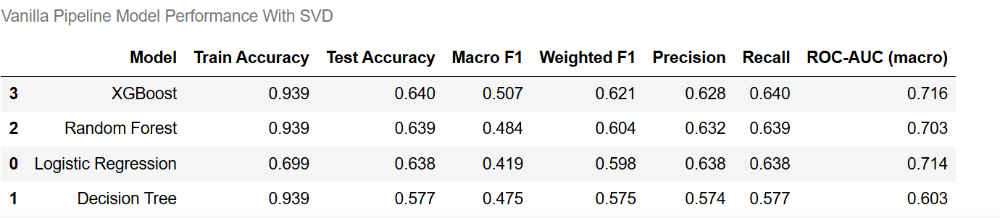 Vanilla Pipeline Model Performance With SVD
Model Train Accuracy Test Accuracy Macro F1 Weighted F1 Precision Recall ROC-AUC (macro)
3 XGBoost 0.939 0.640 0.507 0.621 0.628 0.640 0.716
2 Random Forest 0.939 0.639 0.484 0.604 0.632 0.639 0.703
0 Logistic Regression 0.699 0.638 0.419 0.598 0.638 0.638 0.714
1 Decision Tree 0.939 0.577 0.475 0.575 0.574 0.577 0.603